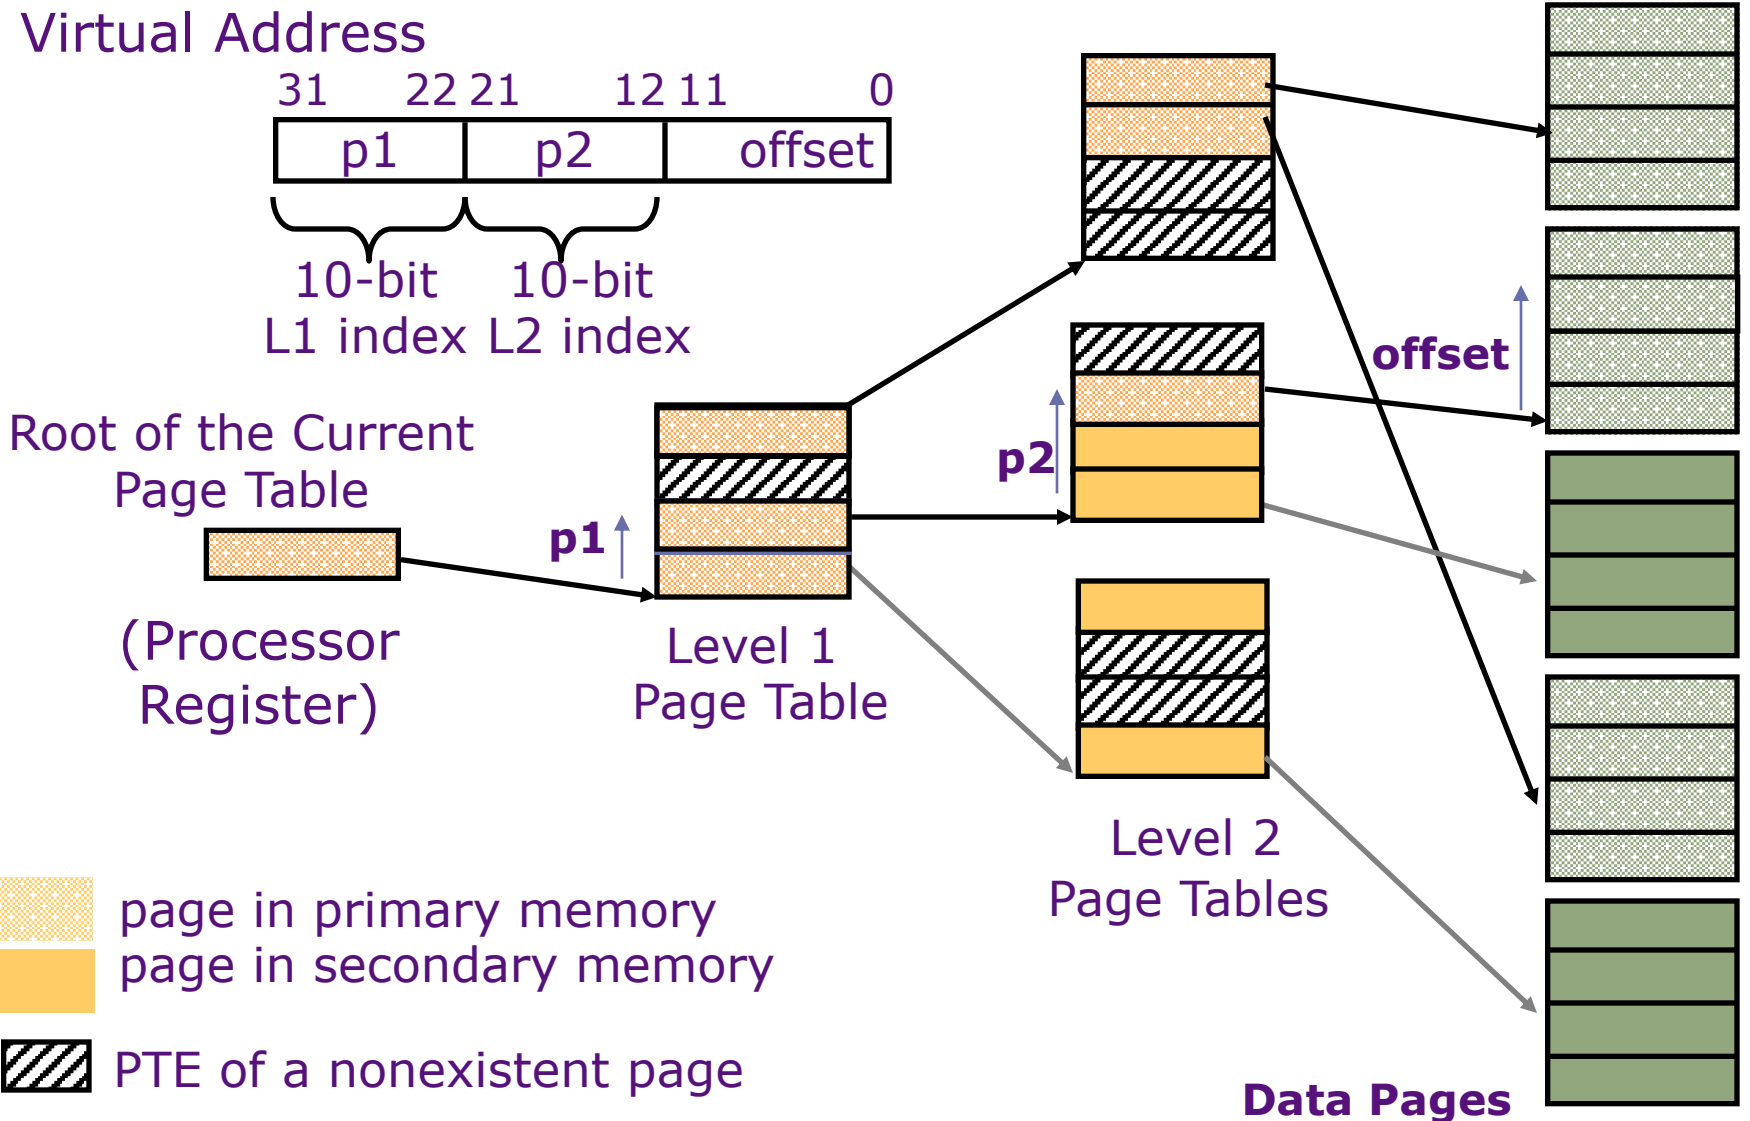 Virtual Address
31 22 21 12 11 0
p1 p2 offset
10-bit 10-bit
L1 index L2 index
Root of the Current
Page Table
(Processor
Register)
p1
Level 1
Page Table
p2
offset
Level 2
Page Tables
page in primary memory
page in secondary memory
PTE of a nonexistent page
Data Pages